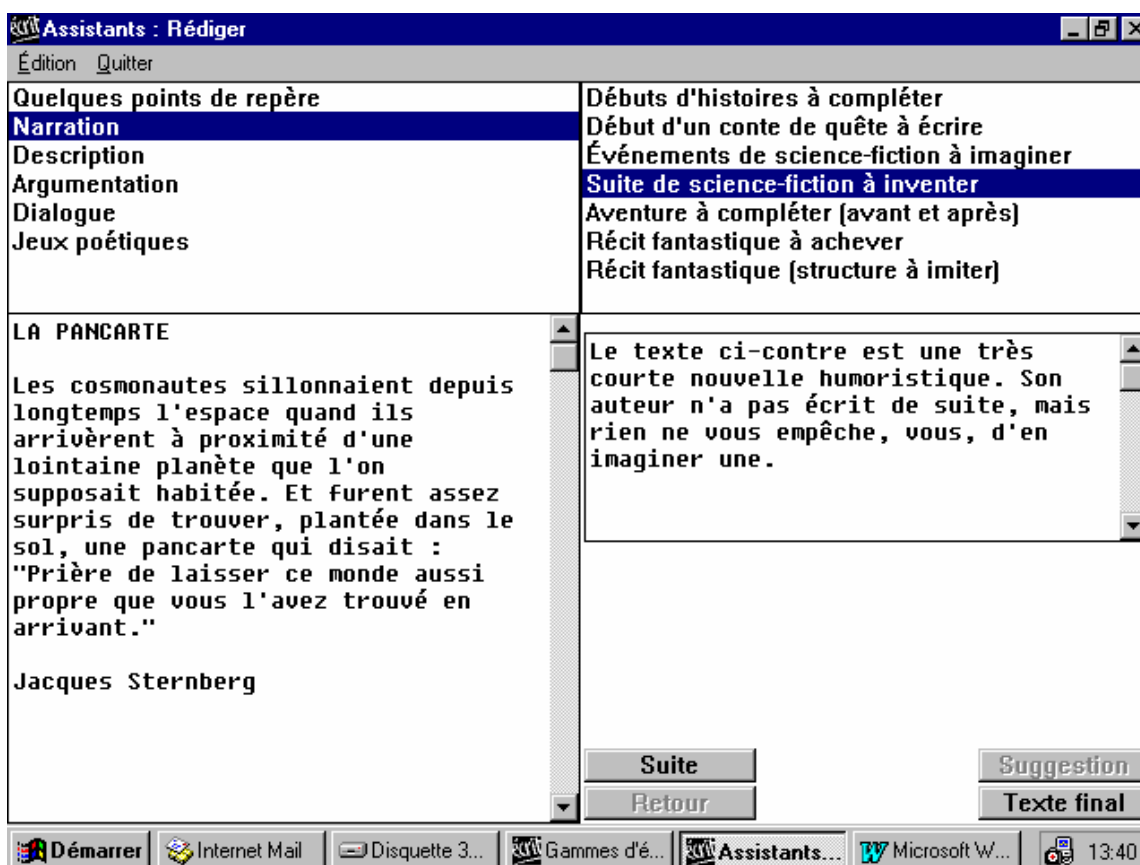 écrit Assistants : Rédiger
Édition Quitter
Quelques points de repère
Narration
Description
Argumentation
Dialogue
Jeux poétiques
Débuts d'histoires à compléter
Début d'un conte de quête à écrire
Événements de science-fiction à imaginer
Suite de science-fiction à inventer
Aventure à compléter (avant et après)
Récit fantastique à achever
Récit fantastique (structure à imiter)
LA PANCARTE
Les cosmonautes sillonnaient depuis
longtemps l'espace quand ils
arrivèrent à proximité d'une
lointaine planète que l'on
supposait habitée. Et furent assez
surpris de trouver, plantée dans le
sol, une pancarte qui disait :
"Prière de laisser ce monde aussi
propre que vous l'avez trouvé en
arrivant."
Jacques Sternberg
Le texte ci-contre est une très
courte nouvelle humoristique. Son
auteur n'a pas écrit de suite, mais
rien ne vous empêche, vous, d'en
imaginer une.
Suite
Suggestion
Retour
Texte final
Démarrer
Internet Mail
Disquette 3...
Gammes d'é...
Assistants...
Microsoft W...
13:40